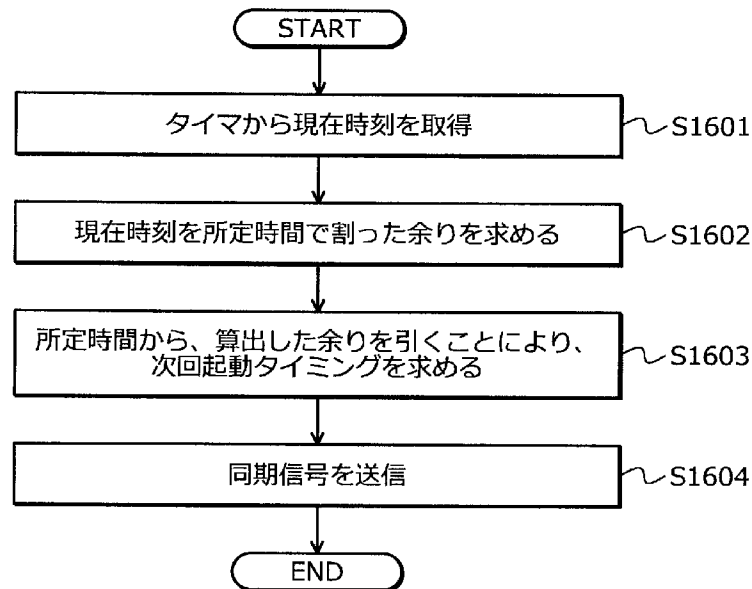 START
タイマから現在時刻を取得
S1601
現在時刻を所定時間で割った余りを求める
S1602
所定時間から、算出した余りを引くことにより、
次回起動タイミングを求める
S1603
同期信号を送信
S1604
END